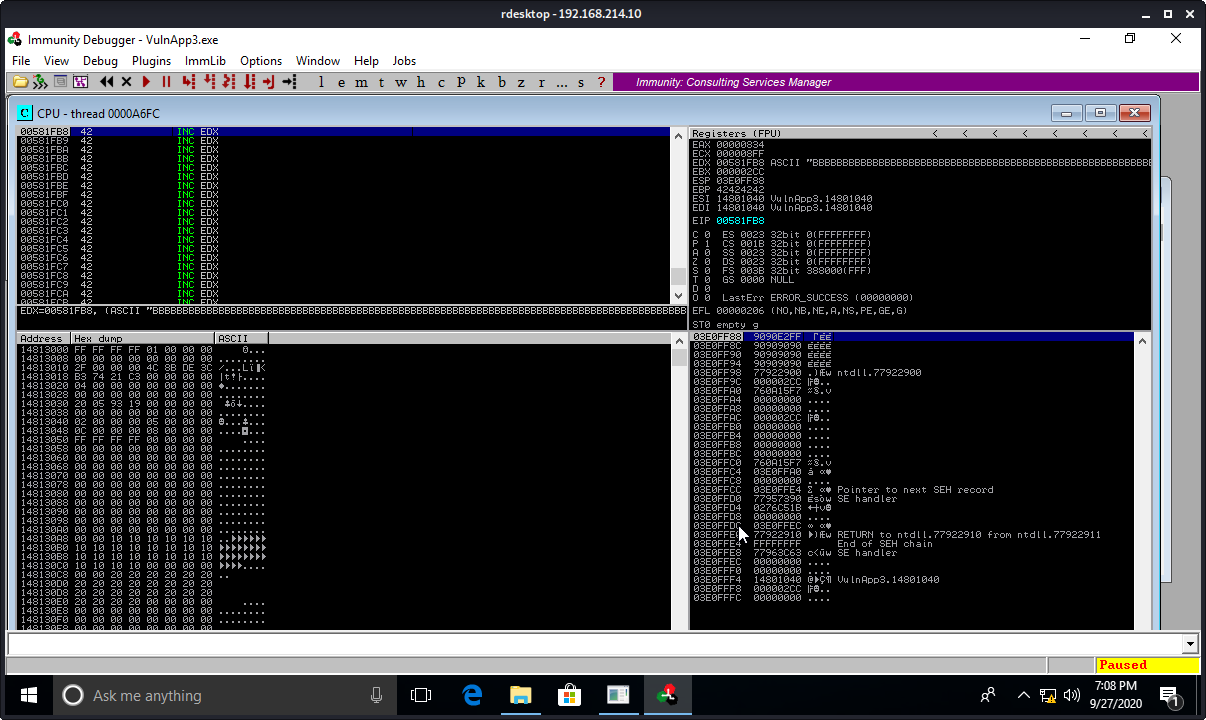 rdesktop - 192.168.214.10
Immunity Debugger - VulnApp3.exe
File View Debug Plugins ImmLib Options Window Help Jobs
l e m t w h c P k b z r ... s ? Immunity: Consulting Services Manager
C CPU - thread 0000A6FC
00581FB8 42 INC EDX
00581FB9 42 INC EDX
00581FBA 42 INC EDX
00581FBB 42 INC EDX
00581FBC 42 INC EDX
00581FBD 42 INC EDX
00581FBE 42 INC EDX
00581FBF 42 INC EDX
00581FC0 42 INC EDX
00581FC1 42 INC EDX
00581FC2 42 INC EDX
00581FC3 42 INC EDX
00581FC4 42 INC EDX
00581FC5 42 INC EDX
00581FC6 42 INC EDX
00581FC7 42 INC EDX
00581FC8 42 INC EDX
00581FC9 42 INC EDX
00581FCA 42 INC EDX
00581FCB 42 INC EDX
Registers (FPU) < < < < < < < <
EAX 00000834
ECX 000008FF
EDX 00581FB8 ASCII
EBX 000002CC
ESP 03E0FF88
EBP 42424242
ESI 14801040 VulnApp3.14801040
EDI 14801040 VulnApp3.14801040
EIP 00581FB8
C 0 ES 0023 32bit 0(FFFFFFFF)
P 1 CS 001B 32bit 0(FFFFFFFF)
A 0 SS 0023 32bit 0(FFFFFFFF)
Z 0 DS 0023 32bit 0(FFFFFFFF)
S 0 FS 003B 32bit 388000(FFF)
T 0 GS 0000 NULL
D 0
O 0 LastErr ERROR_SUCCESS (00000000)
EFL 00000206 (NO,NB,NE,A,NS,PE,GE,G)
ST0 empty g
EDX=00581FB8, (ASCII
Address Hex dump ASCII
14813000 FF FF FF FF 01 00 00 00
14813008 00 00 00 00 00 00 00 00
14813010 2F 00 00 00 4C 8B DE 3C
14813018 B3 74 21 C3 00 00 00 00
14813020 04 00 00 00 00 00 00 00
14813028 00 00 00 00 00 00 00 00
14813030 20 05 93 19 00 00 00 00
14813038 00 00 00 00 00 00 00 00
14813040 02 00 00 00 05 00 00 00
14813048 0C 00 00 00 08 00 00 00
14813050 FF FF FF FF 00 00 00 00
14813058 00 00 00 00 00 00 00 00
14813060 00 00 00 00 00 00 00 00
14813068 00 00 00 00 00 00 00 00
14813070 00 00 00 00 00 00 00 00
14813078 00 00 00 00 00 00 00 00
14813080 00 00 00 00 00 00 00 00
14813088 00 00 00 00 00 00 00 00
14813090 00 00 00 00 00 00 00 00
14813098 00 00 00 00 00 00 00 00
148130A0 00 00 00 00 00 00 00 00
148130A8 00 00 10 10 10 10 10 10
148130B0 10 10 10 10 10 10 10 10
148130B8 10 10 10 10 10 10 10 10
148130C0 10 10 10 10 00 00 00 00
148130C8 00 00 20 20 20 20 20 20
148130D0 20 20 20 20 20 20 20 20
148130D8 20 20 20 20 20 20 20 20
148130E0 20 20 20 20 00 00 00 00
148130E8 00 00 00 00 00 00 00 00
148130F0 00 00 00 00 00 00 00 00
148130F8 00 00 00 00 00 00 00 00
03E0FF88 9090E2FF
03E0FF8C 90909090
03E0FF90 90909090
03E0FF94 90909090
03E0FF98 77922900 ntdll.77922900
03E0FF9C 000002CC
03E0FFA0 760A15F7
03E0FFA4 00000000
03E0FFA8 00000000
03E0FFAC 000002CC
03E0FFB0 00000000
03E0FFB4 00000000
03E0FFB8 00000000
03E0FFBC 00000000
03E0FFC0 760A15F7
03E0FFC4 03E0FFA0
03E0FFC8 00000000
03E0FFCC 03E0FFE4 Pointer to next SEH record
03E0FFD0 77957390 SE handler
03E0FFD4 0276C51B
03E0FFD8 00000000
03E0FFDC 03E0FFEC
03E0FFE0 77922910 RETURN to ntdll.77922910 from ntdll.77922911
03E0FFE4 FFFFFFFF End of SEH chain
03E0FFE8 77963C63 SE handler
03E0FFEC 00000000
03E0FFF0 00000000
03E0FFF4 14801040 VulnApp3.14801040
03E0FFF8 000002CC
03E0FFFC 00000000
Paused
Ask me anything
7:08 PM
9/27/2020
1